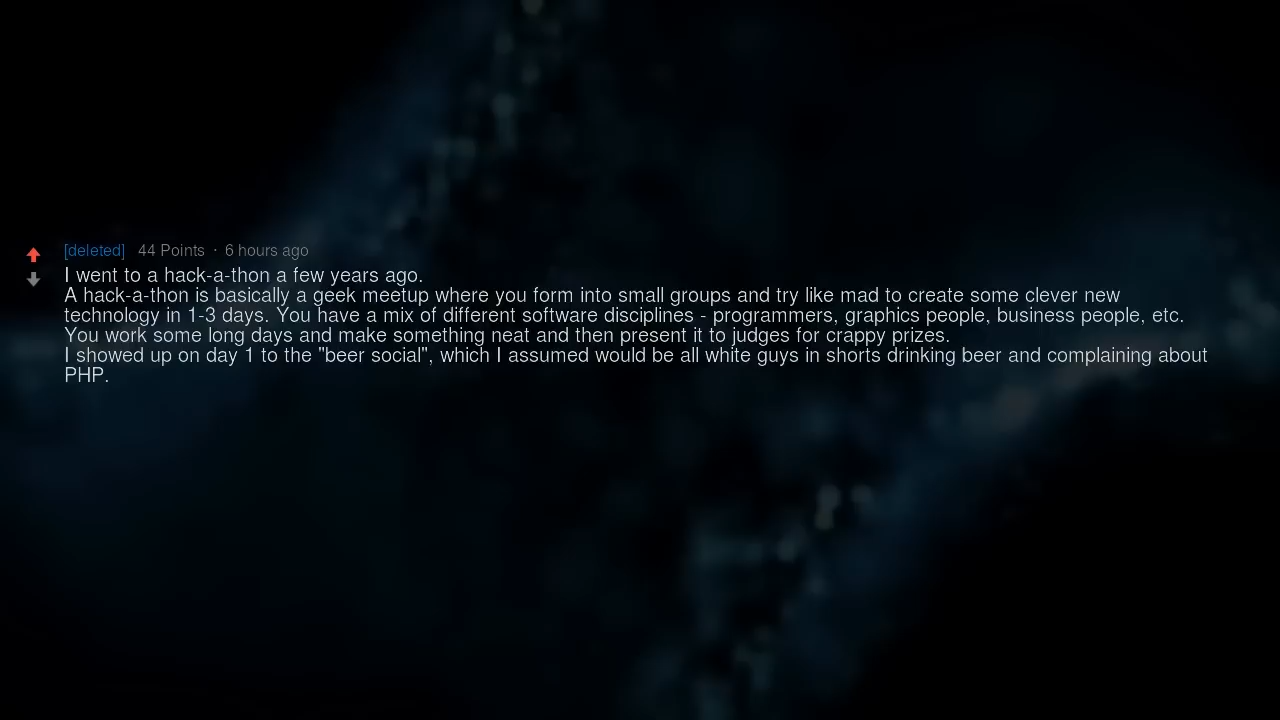 [deleted] 44 Points · 6 hours ago
I went to a hack-a-thon a few years ago.
A hack-a-thon is basically a geek meetup where you form into small groups and try like mad to create some clever new
technology in 1-3 days. You have a mix of different software disciplines - programmers, graphics people, business people, etc.
You work some long days and make something neat and then present it to judges for crappy prizes.
I showed up on day 1 to the "beer social", which I assumed would be all white guys in shorts drinking beer and complaining about
PHP.